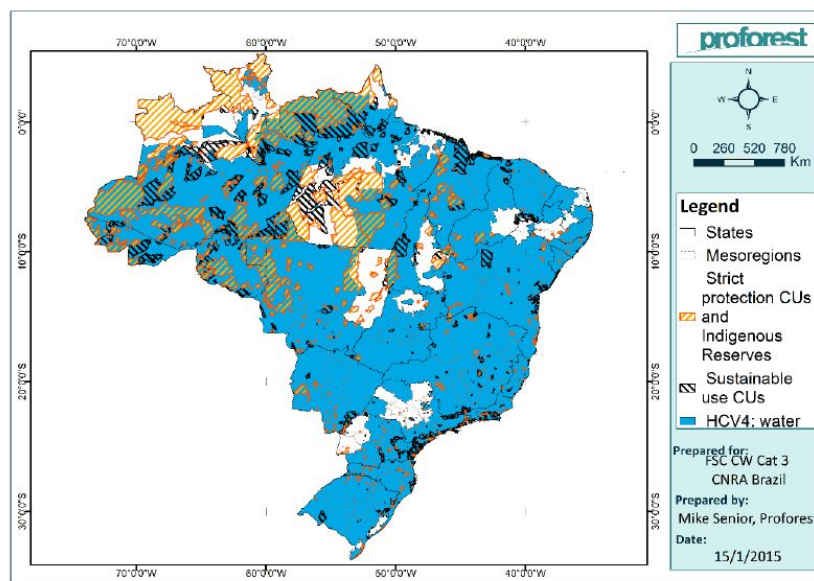 proforest
N
W E
S
0 260 520 780
Km
Legend
States
Mesoregions
Strict
protection CUs
and
Indigenous
Reserves
Sustainable
use CUs
HCV4: water
Prepared for:
FSC CW Cat 3
CNRA Brazil
Prepared by:
Mike Senior, Proforest
Date:
15/1/2015
70°0'0"W 60°0'0"W 50°0'0"W 40°0'0"W
0°0'0"
0°0'0"
10°0'0"S
10°0'0"S
20°0'0"S
20°0'0"S
30°0'0"S
30°0'0"S
70°0'0"W 60°0'0"W 50°0'0"W 40°0'0"W